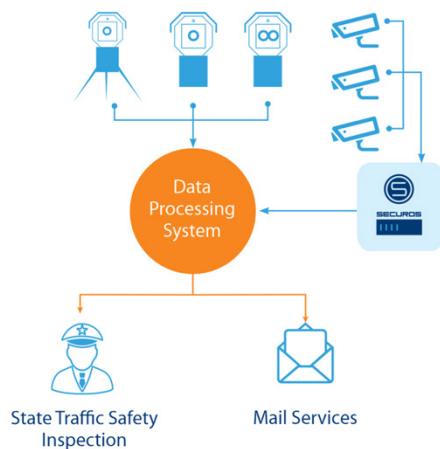 SECUROS
Data
Processing
System
State Traffic Safety
Inspection
Mail Services